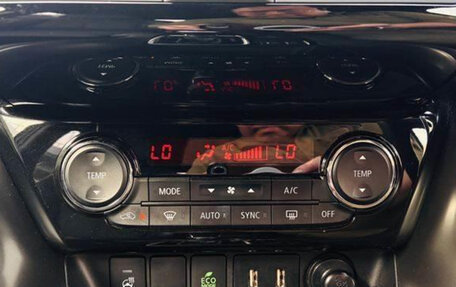 LO A/C LO
TEMP TEMP
MODE A/C
AUTO SYNC OFF
ECO